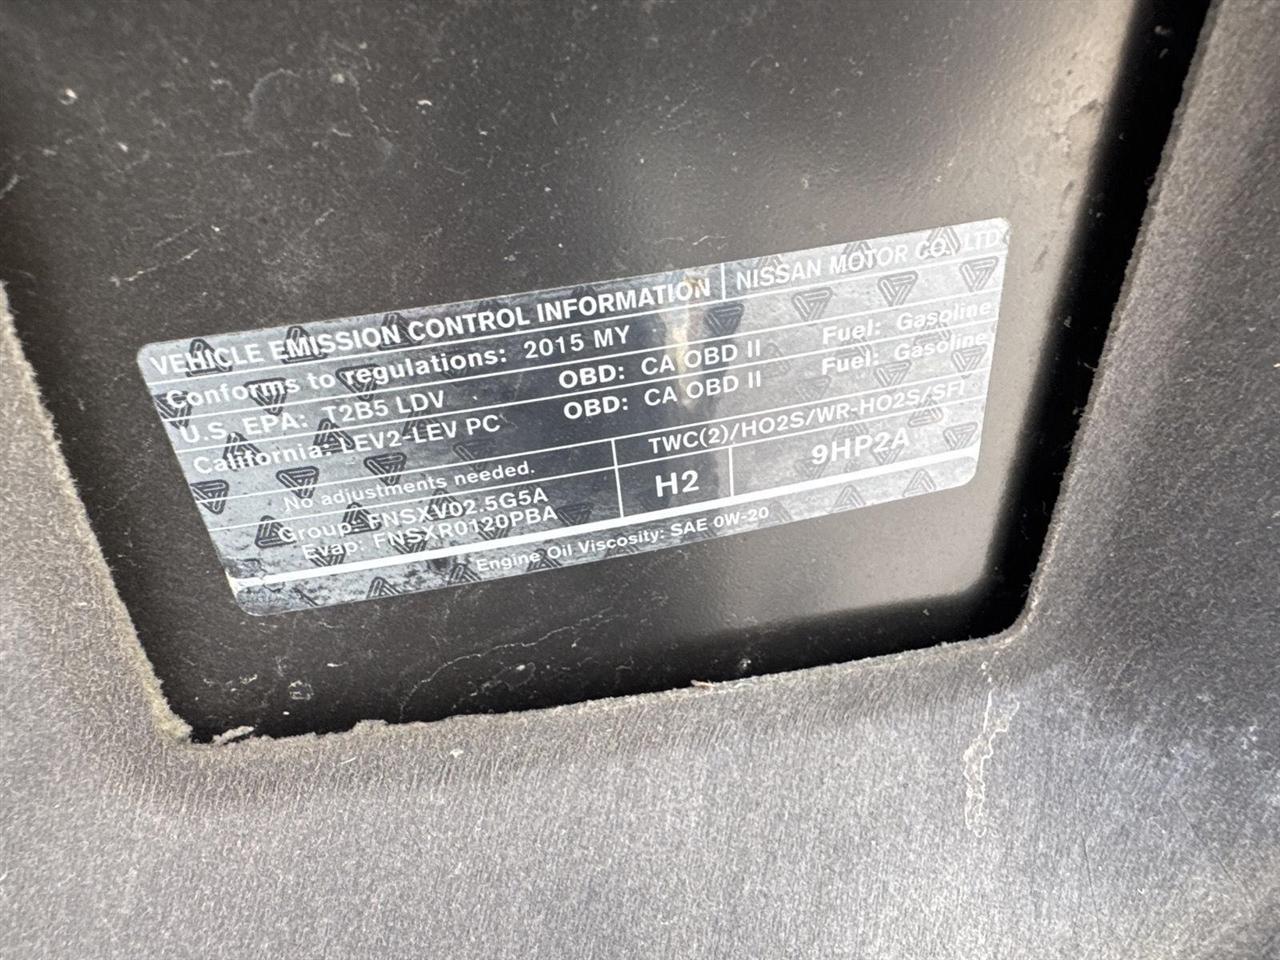 VEHICLE EMISSION CONTROL INFORMATION NISSAN MOTOR CO., LTD
Conforms to regulations: 2015 MY
U.S. EPA: T2B5 LDV OBD: CA OBD II Fuel: Gasoline
California: LEV2-LEV PC OBD: CA OBD II Fuel: Gasoline
No adjustments needed. TWC(2)/HO2S/WR-HO2S/SFI
Group: FNSXV02.5G5A H2 9HP2A
Evap: FNSXR0120PBA
Engine Oil Viscosity: SAE 0W-20